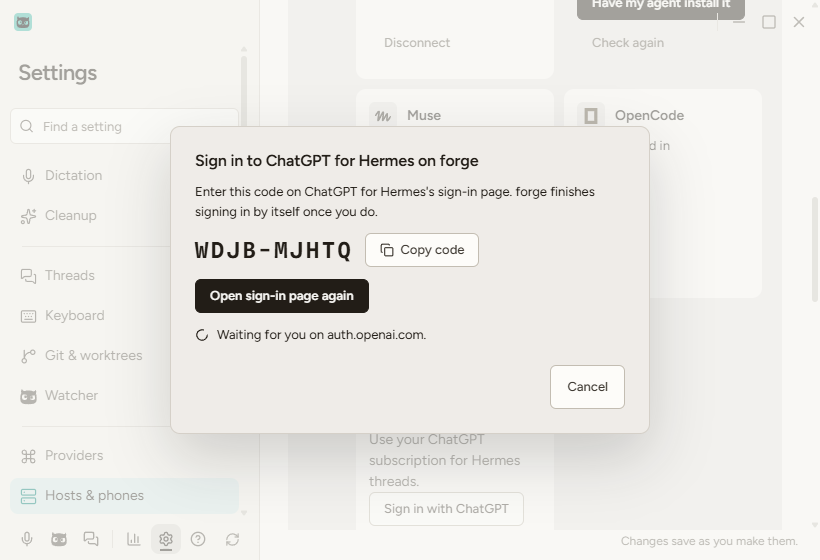 Have my agent install it
Disconnect
Check again
Settings
Find a setting
Muse
OpenCode
d in
Dictation
Cleanup
Threads
Keyboard
Git & worktrees
Watcher
Providers
Hosts & phones
Sign in to ChatGPT for Hermes on forge
Enter this code on ChatGPT for Hermes's sign-in page. forge finishes
signing in by itself once you do.
WDJB-MJHTQ
Copy code
Open sign-in page again
Waiting for you on auth.openai.com.
Cancel
Use your ChatGPT
subscription for Hermes
threads.
Sign in with ChatGPT
Changes save as you make them.